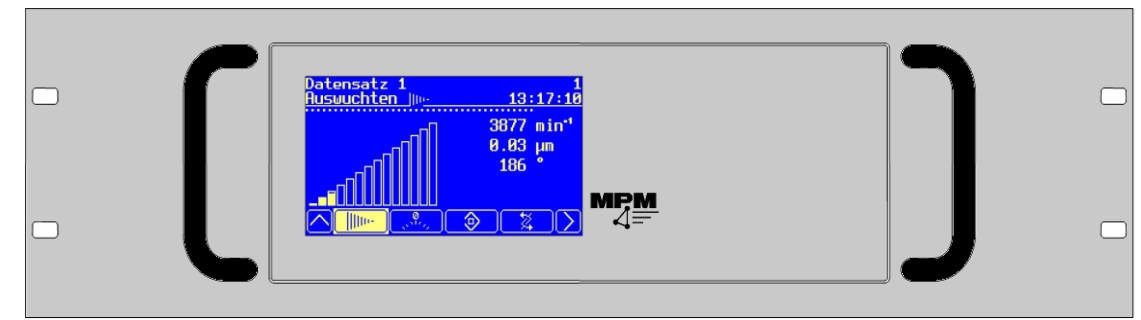 Datensatz 1 1
Auswuchten 13:17:10
3877 min⁻¹
0.03 µm
186 °
0
MPM